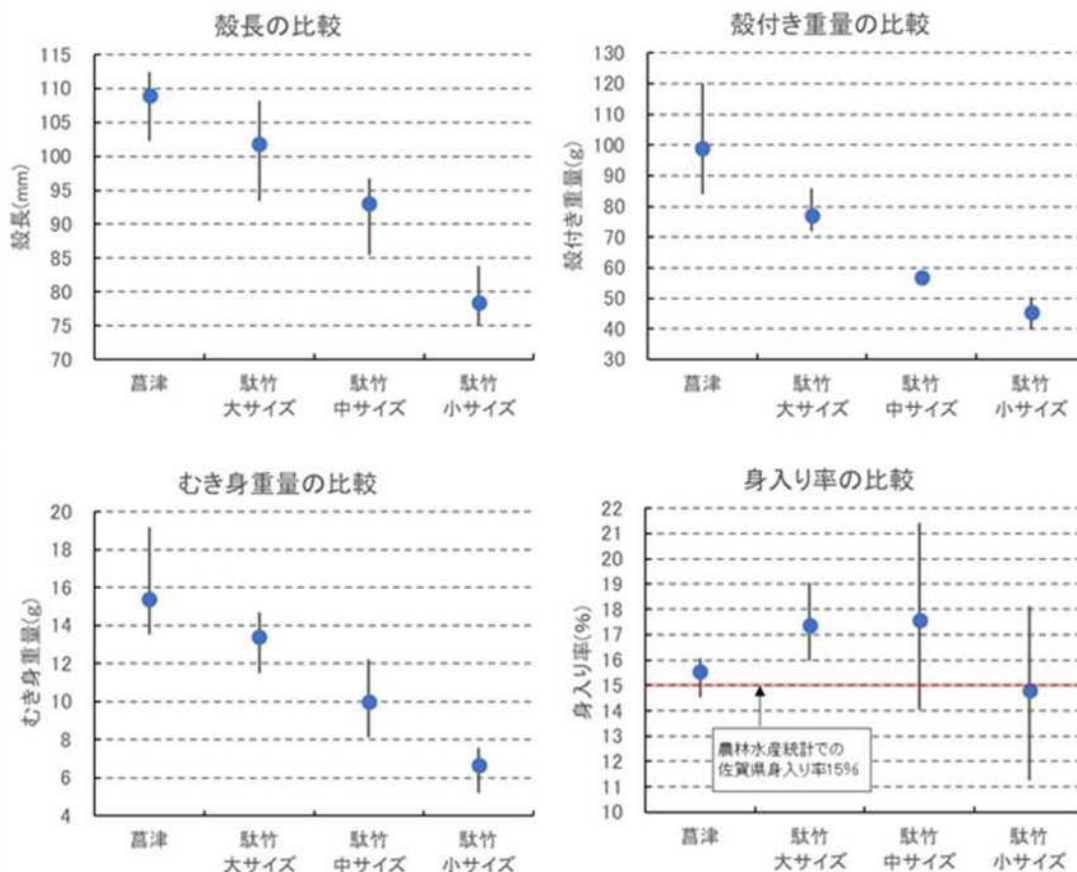 殻長の比較
殻長(mm)
115
110
105
100
95
90
85
80
75
70
菖津
駄竹
大サイズ
駄竹
中サイズ
駄竹
小サイズ
殻付き重量の比較
殻付き重量(g)
130
120
110
100
90
80
70
60
50
40
30
菖津
駄竹
大サイズ
駄竹
中サイズ
駄竹
小サイズ
むき身重量の比較
むき身重量(g)
20
18
16
14
12
10
8
6
4
菖津
駄竹
大サイズ
駄竹
中サイズ
駄竹
小サイズ
身入り率の比較
身入り率(%)
22
21
20
19
18
17
16
15
14
13
12
11
10
農林水産統計での
佐賀県身入り率15%
菖津
駄竹
大サイズ
駄竹
中サイズ
駄竹
小サイズ